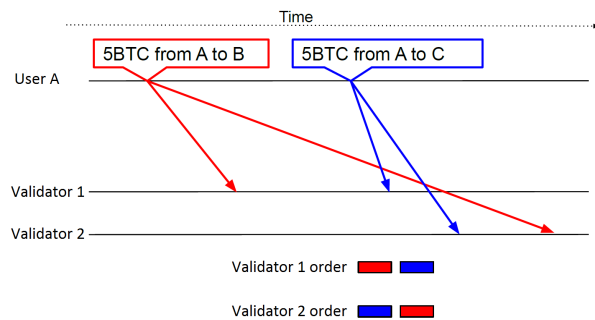 Time
5BTC from A to B
5BTC from A to C
User A
Validator 1
Validator 2
Validator 1 order
Validator 2 order